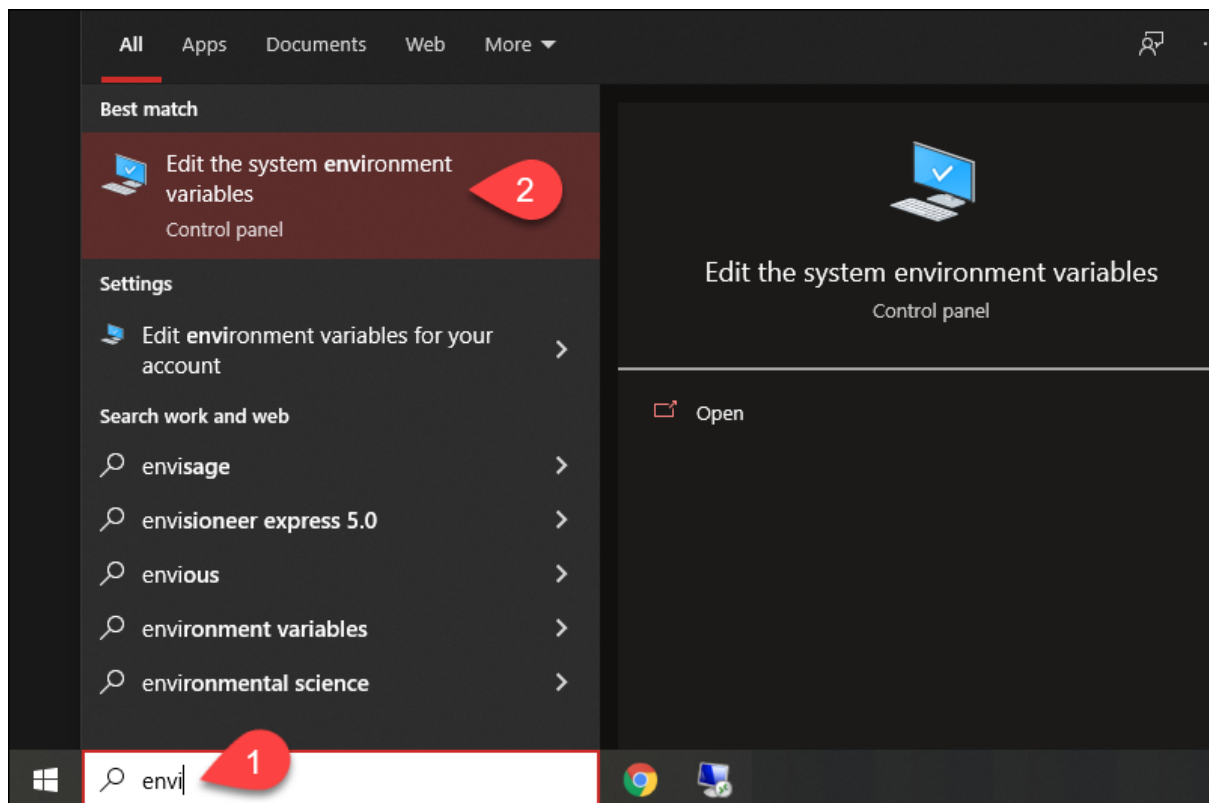 All Apps Documents Web More
Best match
Edit the system environment
variables
Control panel
2
Settings
Edit environment variables for your
account
Search work and web
envisage
envisioneer express 5.0
envious
environment variables
environmental science
envi
1
Edit the system environment variables
Control panel
Open